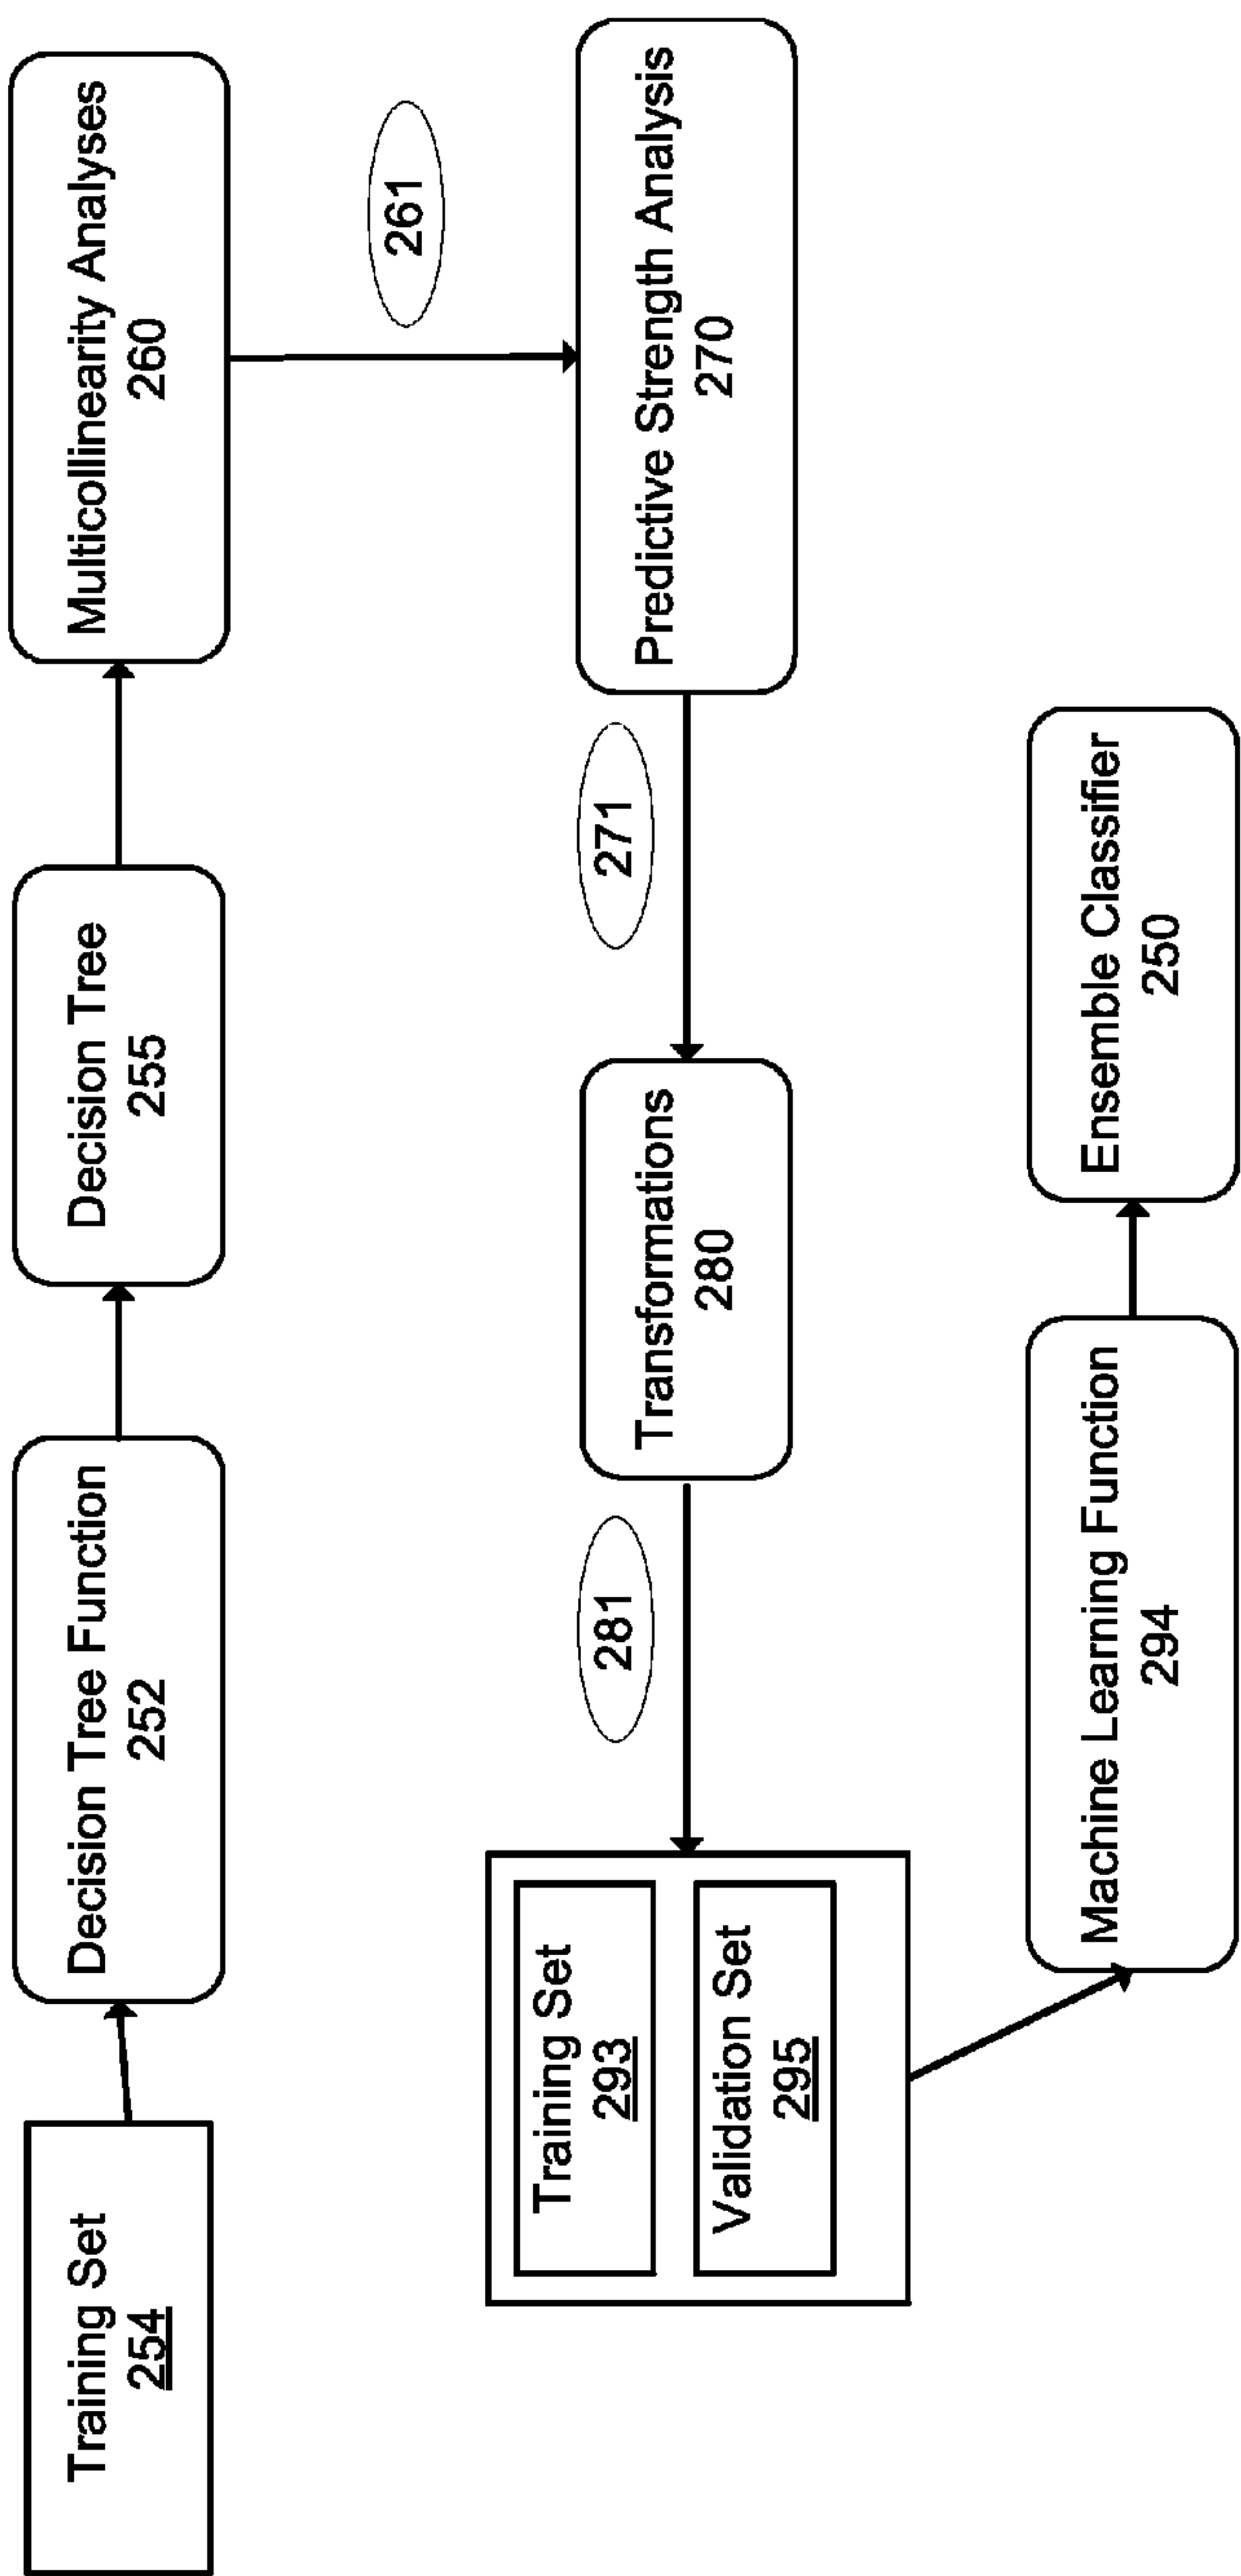 Training Set
254
Decision Tree Function
252
Decision Tree
255
Multicollinearity Analyses
260
261
Predictive Strength Analysis
270
271
Transformations
280
281
Training Set
293
Validation Set
295
Machine Learning Function
294
Ensemble Classifier
250